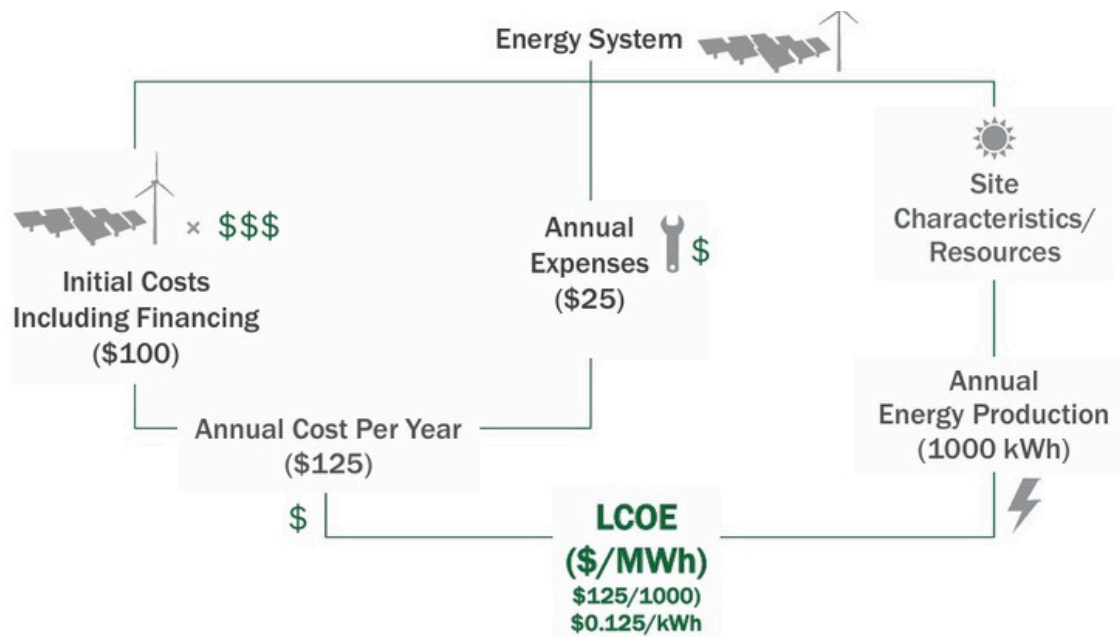 Energy System
× $$$
Initial Costs
Including Financing
($100)
Annual
Expenses
($25)
$
Site
Characteristics/
Resources
Annual Cost Per Year
($125)
$
Annual
Energy Production
(1000 kWh)
LCOE
($/MWh)
$125/1000)
$0.125/kWh